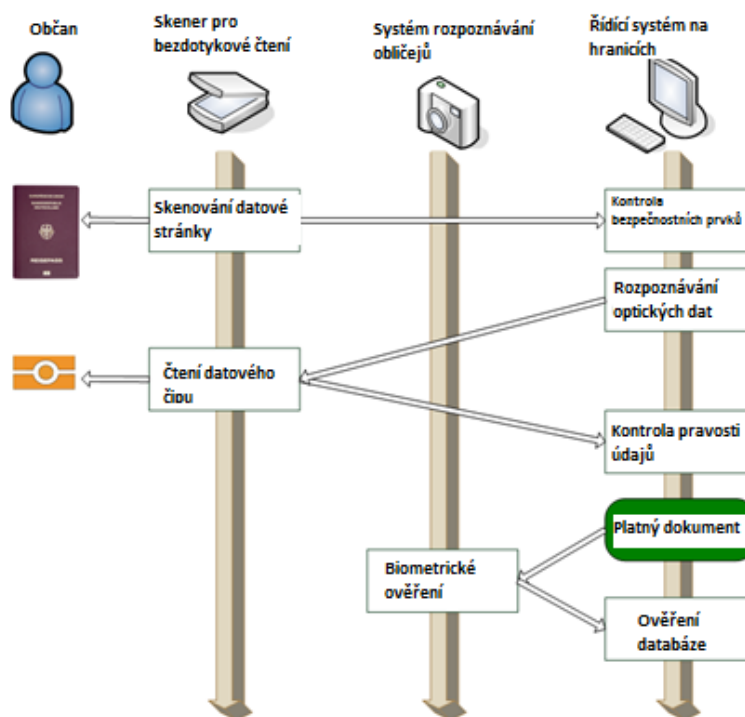 Občan
Skener pro
bezdotykové čtení
Systém rozpoznávání
obličejů
Řídící systém na
hranicích
Skenování datové
stránky
Kontrola
bezpečnostních prvků
Rozpoznávání
optických dat
Čtení datového
čipu
Kontrola pravosti
údajů
Platný dokument
Biometrické
ověření
Ověření
databáze
REISEPASS